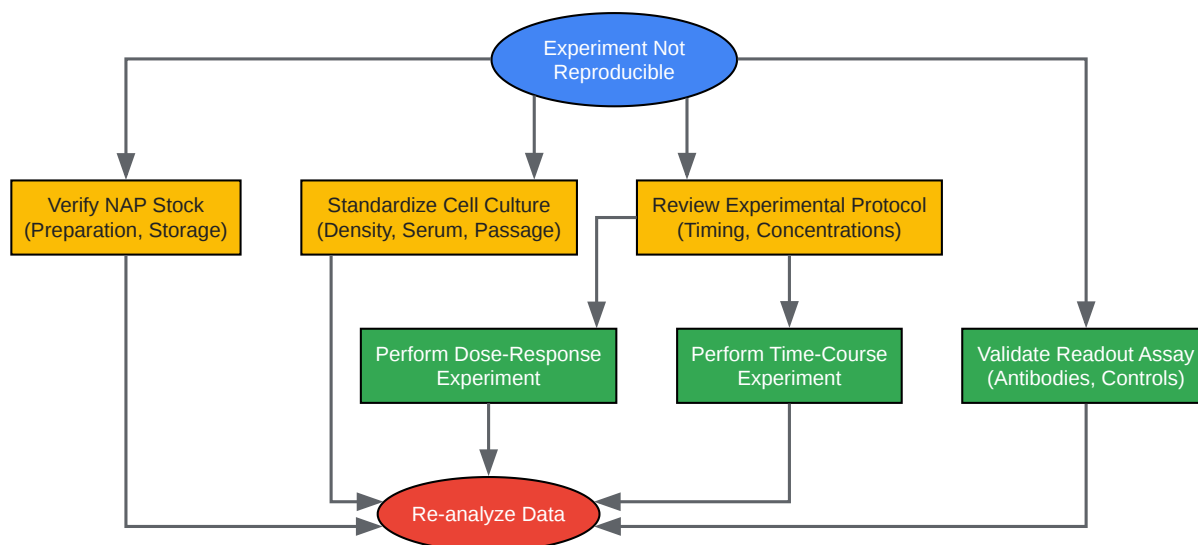 Experiment Not
Reproducible
Verify NAP Stock
(Preparation, Storage)
Standardize Cell Culture
(Density, Serum, Passage)
Review Experimental Protocol
(Timing, Concentrations)
Perform Dose-Response
Experiment
Perform Time-Course
Experiment
Validate Readout Assay
(Antibodies, Controls)
Re-analyze Data